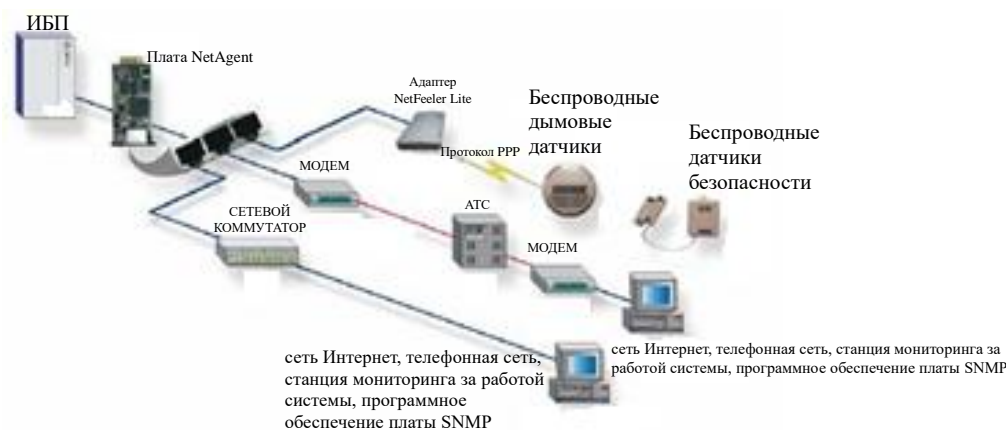 ИБП
Плата NetAgent
Адаптер
NetFeeler Lite
Беспроводные
дымовые
датчики
Беспроводные
датчики
безопасности
Протокол PPP
МОДЕМ
АТС
СЕТЕВОЙ
КОММУТАТОР
МОДЕМ
сеть Интернет, телефонная сеть,
станция мониторинга за работой
системы, программное
обеспечение платы SNMP
сеть Интернет, телефонная сеть, станция мониторинга за
работой системы, программное обеспечение платы SNMP